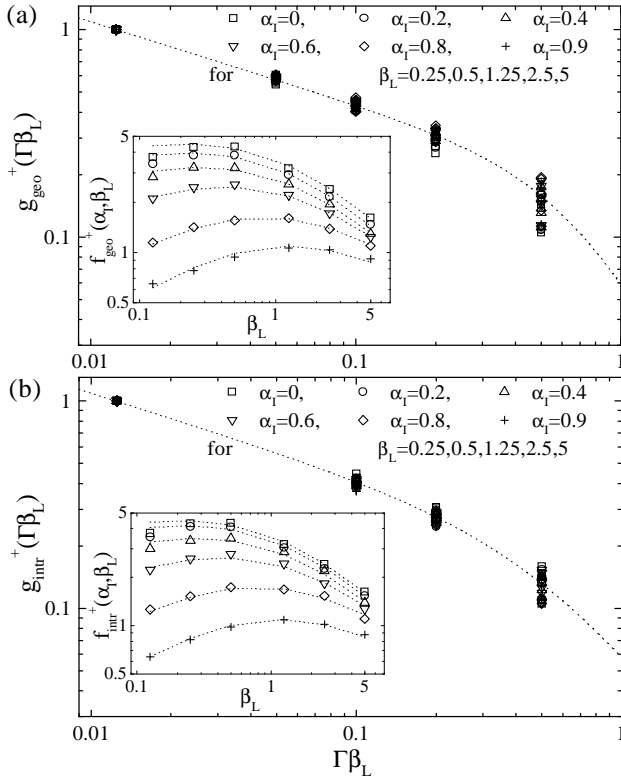 (a)
1
α_I=0, α_I=0.2, α_I=0.4
α_I=0.6, α_I=0.8, α_I=0.9
for β_L=0.25,0.5,1.25,2.5,5
g_geo^+(Γβ_L)
0.1
5
1
0.5
f_geo^+(α_I,β_L)
0.1 1 5
β_L
0.01 0.1 1
(b)
1
α_I=0, α_I=0.2, α_I=0.4
α_I=0.6, α_I=0.8, α_I=0.9
for β_L=0.25,0.5,1.25,2.5,5
g_intr^+(Γβ_L)
0.1
5
1
0.5
f_intr^+(α_I,β_L)
0.1 1 5
β_L
0.01 0.1 1
Γβ_L